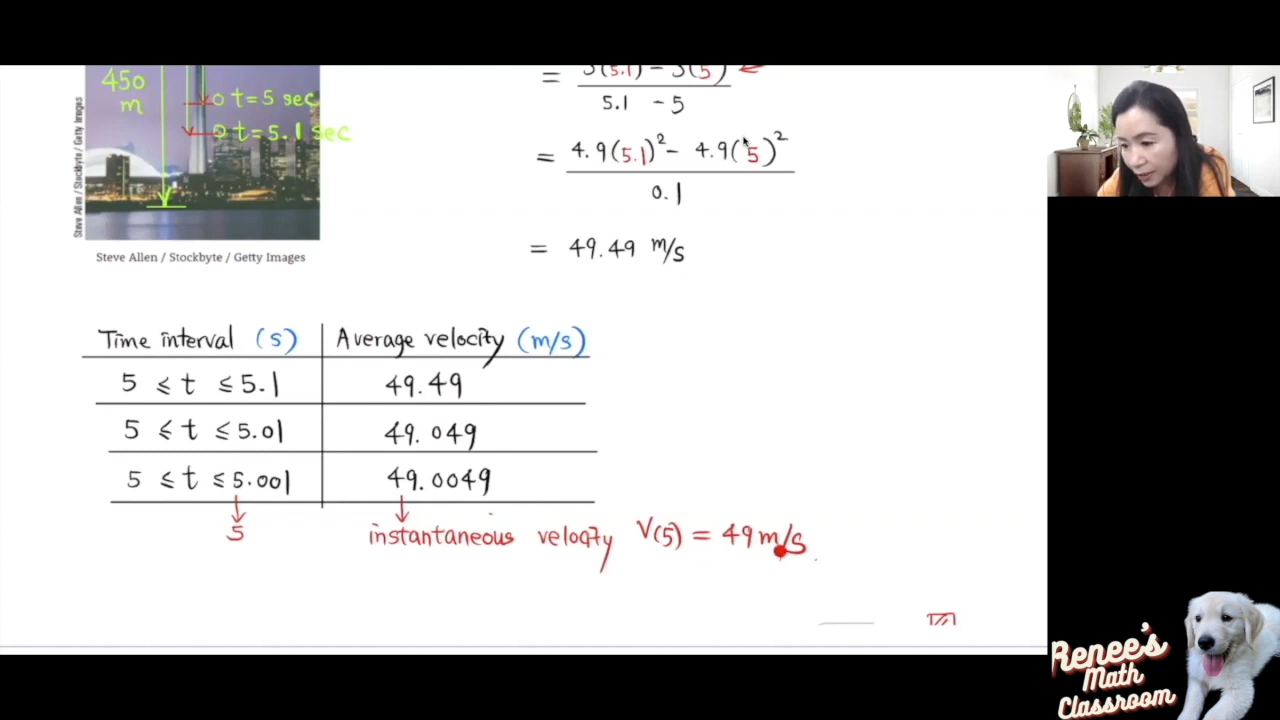 450
m
t = 5 sec
t = 5.1 sec
Steve Allen / Stockbyte / Getty Images
Steve Allen / Stockbyte / Getty Images
= S(5.1) - S(5)
5.1 - 5
= 4.9(5.1)² - 4.9(5)²
0.1
= 49.49 m/s
Time interval (s) Average velocity (m/s)
5 ≤ t ≤ 5.1 49.49
5 ≤ t ≤ 5.01 49.049
5 ≤ t ≤ 5.001 49.0049
5 instantaneous velocity V(5) = 49 m/s
Renee's
Math
Classroom